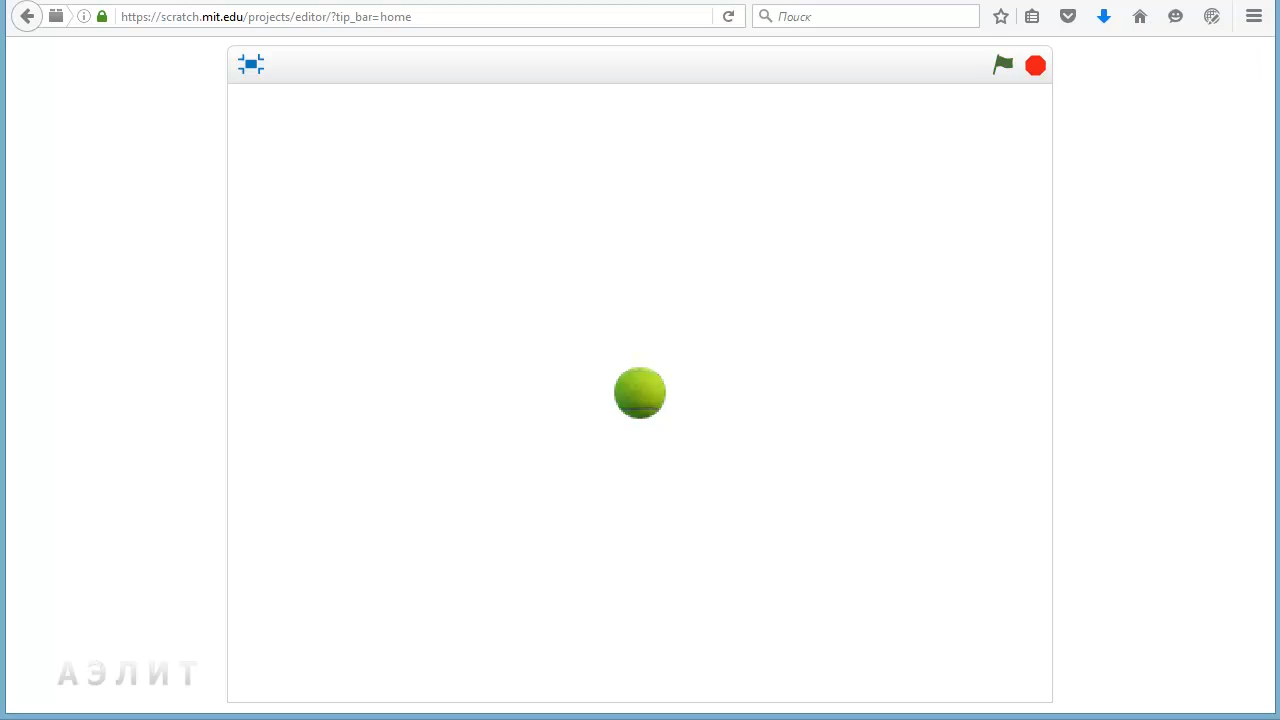 https://scratch.mit.edu/projects/editor/?tip_bar=home
Поиск
АЭЛИТ